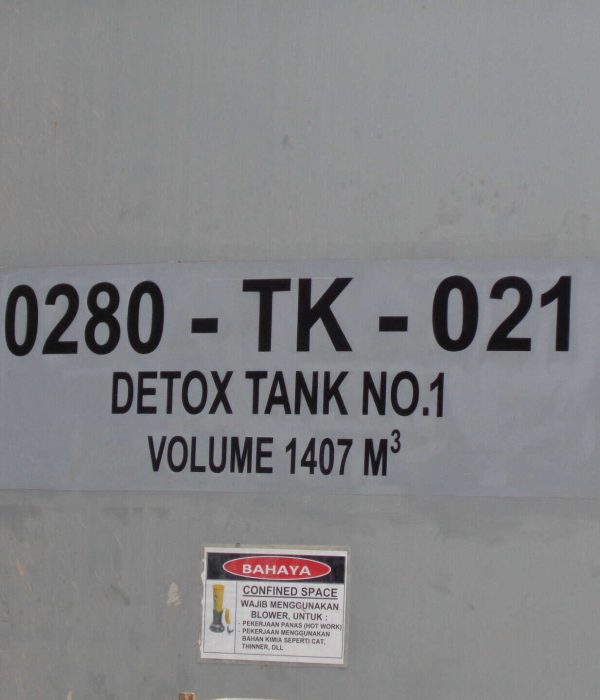 0280 - TK - 021
DETOX TANK NO.1
VOLUME 1407 M³
BAHAYA
CONFINED SPACE
WAJIB MENGGUNAKAN
BLOWER, UNTUK :
- PEKERJAAN PANAS (HOT WORK)
- PEKERJAAN MENGGUNAKAN
BAHAN KIMIA SEPERTI CAT,
THINNER, DLL